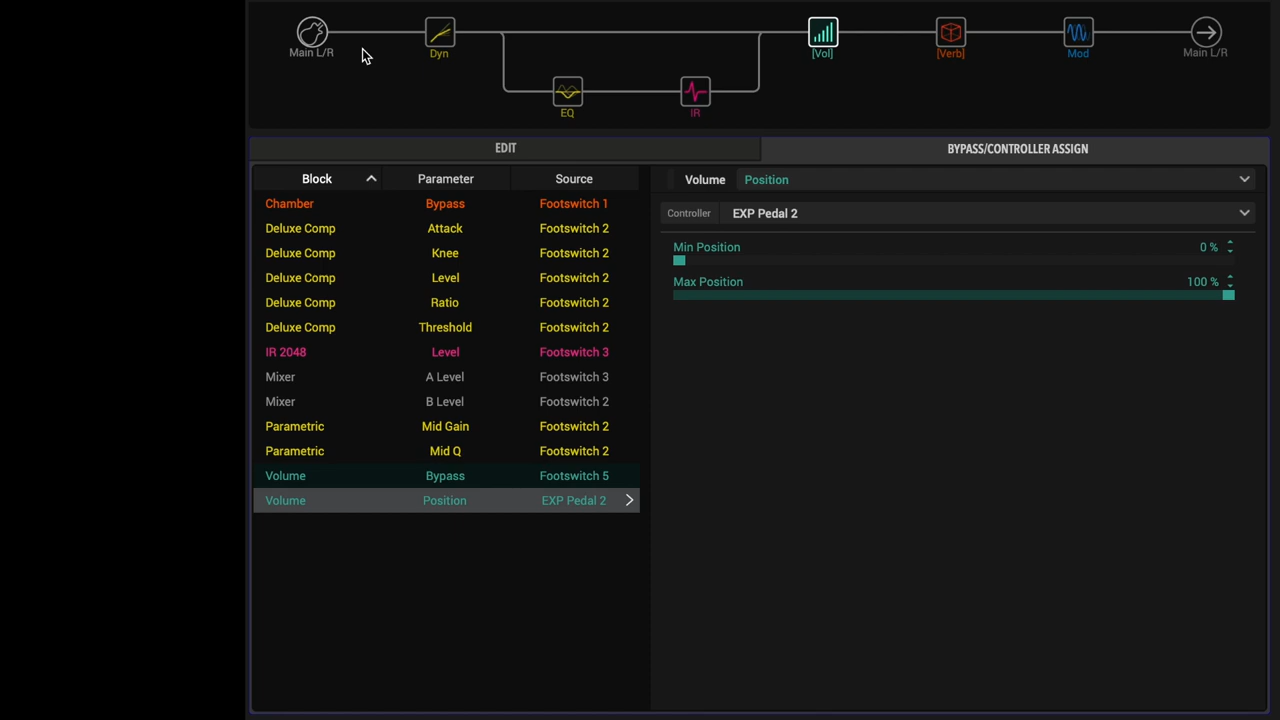 Main L/R
Dyn
[Vol]
[Verb]
Mod
Main L/R
EQ
IR
EDIT
BYPASS/CONTROLLER ASSIGN
Block Parameter Source
Chamber Bypass Footswitch 1
Deluxe Comp Attack Footswitch 2
Deluxe Comp Knee Footswitch 2
Deluxe Comp Level Footswitch 2
Deluxe Comp Ratio Footswitch 2
Deluxe Comp Threshold Footswitch 2
IR 2048 Level Footswitch 3
Mixer A Level Footswitch 3
Mixer B Level Footswitch 2
Parametric Mid Gain Footswitch 2
Parametric Mid Q Footswitch 2
Volume Bypass Footswitch 5
Volume Position EXP Pedal 2
Volume Position
Controller EXP Pedal 2
Min Position 0 %
Max Position 100 %